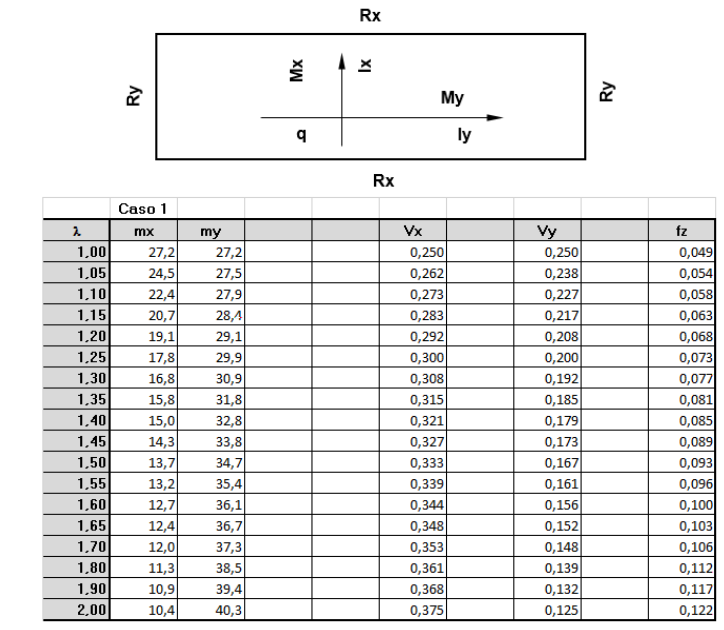 Rx
Ry Mx lx Ry
My
q ly
Rx
Caso 1
λ mx my Vx Vy fz
1,00 27,2 27,2 0,250 0,250 0,049
1,05 24,5 27,5 0,262 0,238 0,054
1,10 22,4 27,9 0,273 0,227 0,058
1,15 20,7 28,4 0,283 0,217 0,063
1,20 19,1 29,1 0,292 0,208 0,068
1,25 17,8 29,9 0,300 0,200 0,073
1,30 16,8 30,9 0,308 0,192 0,077
1,35 15,8 31,8 0,315 0,185 0,081
1,40 15,0 32,8 0,321 0,179 0,085
1,45 14,3 33,8 0,327 0,173 0,089
1,50 13,7 34,7 0,333 0,167 0,093
1,55 13,2 35,4 0,339 0,161 0,096
1,60 12,7 36,1 0,344 0,156 0,100
1,65 12,4 36,7 0,348 0,152 0,103
1,70 12,0 37,3 0,353 0,148 0,106
1,80 11,3 38,5 0,361 0,139 0,112
1,90 10,9 39,4 0,368 0,132 0,117
2,00 10,4 40,3 0,375 0,125 0,122